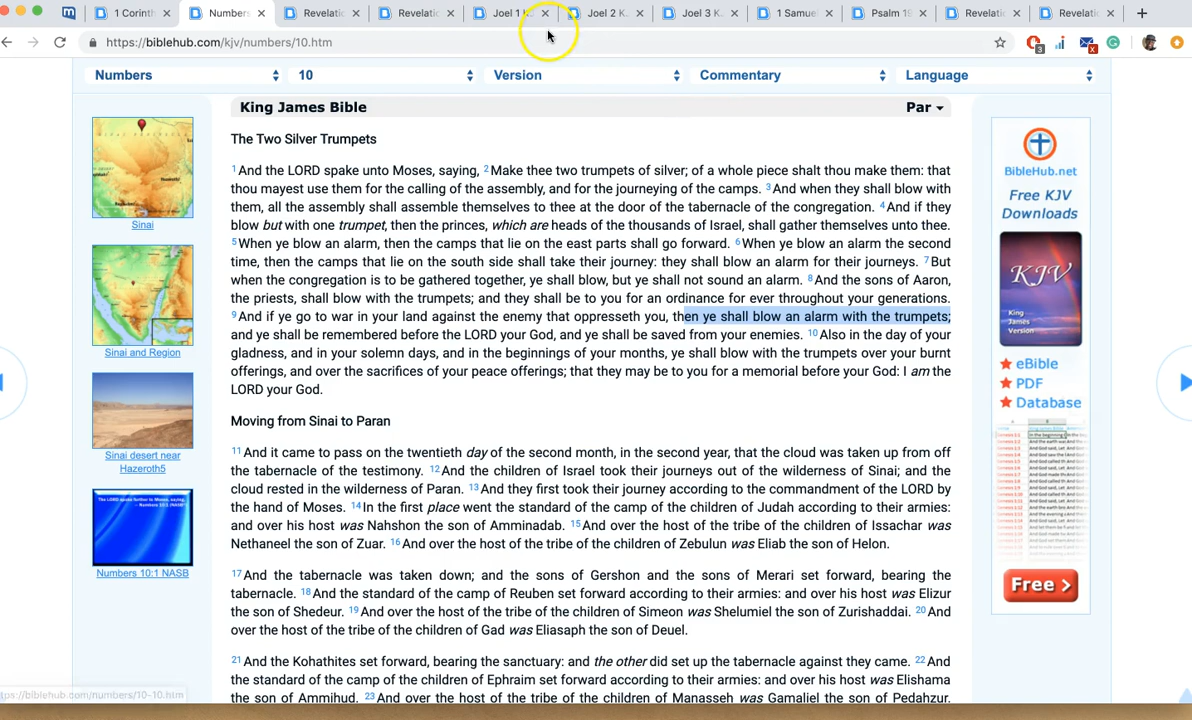 1 Corinth
Numbers
Revelatio
Revelatio
Joel 1 K
Joel 2 K
Joel 3 K
1 Samue
Psalm 19
Revelatio
Revelatio
https://biblehub.com/kjv/numbers/10.htm
3
x
Numbers 10 Version Commentary Language
King James Bible Par
The Two Silver Trumpets
1 And the LORD spake unto Moses, saying, 2 Make thee two trumpets of silver; of a whole piece shalt thou make them: that
thou mayest use them for the calling of the assembly, and for the journeying of the camps. 3 And when they shall blow with
them, all the assembly shall assemble themselves to thee at the door of the tabernacle of the congregation. 4 And if they
blow but with one trumpet, then the princes, which are heads of the thousands of Israel, shall gather themselves unto thee.
5 When ye blow an alarm, then the camps that lie on the east parts shall go forward. 6 When ye blow an alarm the second
time, then the camps that lie on the south side shall take their journey: they shall blow an alarm for their journeys. 7 But
when the congregation is to be gathered together, ye shall blow, but ye shall not sound an alarm. 8 And the sons of Aaron,
the priests, shall blow with the trumpets; and they shall be to you for an ordinance for ever throughout your generations.
9 And if ye go to war in your land against the enemy that oppresseth you, then ye shall blow an alarm with the trumpets;
and ye shall be remembered before the LORD your God, and ye shall be saved from your enemies. 10 Also in the day of your
gladness, and in your solemn days, and in the beginnings of your months, ye shall blow with the trumpets over your burnt
offerings, and over the sacrifices of your peace offerings; that they may be to you for a memorial before your God: I am the
LORD your God.
Moving from Sinai to Paran
11 And it came to pass on the twentieth day of the second month, in the second year, that the cloud was taken up from off
the tabernacle of the testimony. 12 And the children of Israel took their journeys out of the wilderness of Sinai; and the
cloud rested in the wilderness of Paran. 13 And they first took their journey according to the commandment of the LORD by
the hand of Moses. 14 In the first place went the standard of the camp of the children of Judah according to their armies:
and over his host was Nahshon the son of Amminadab. 15 And over the host of the tribe of the children of Issachar was
Nethaneel the son of Zuar. 16 And over the host of the tribe of the children of Zebulun was Eliab the son of Helon.
17 And the tabernacle was taken down; and the sons of Gershon and the sons of Merari set forward, bearing the
tabernacle. 18 And the standard of the camp of Reuben set forward according to their armies: and over his host was Elizur
the son of Shedeur. 19 And over the host of the tribe of the children of Simeon was Shelumiel the son of Zurishaddai. 20 And
over the host of the tribe of the children of Gad was Eliasaph the son of Deuel.
21 And the Kohathites set forward, bearing the sanctuary: and the other did set up the tabernacle against they came. 22 And
the standard of the camp of the children of Ephraim set forward according to their armies: and over his host was Elishama
the son of Ammihud. 23 And over the host of the tribe of the children of Manasseh was Gamaliel the son of Pedahzur.
Sinai
Sinai and Region
Sinai desert near
Hazeroth5
Numbers 10:1 NASB
ps://biblehub.com/numbers/10-10.htm
BibleHub.net
Free KJV
Downloads
KJV
King
James
Version
eBible
PDF
Database
Free >